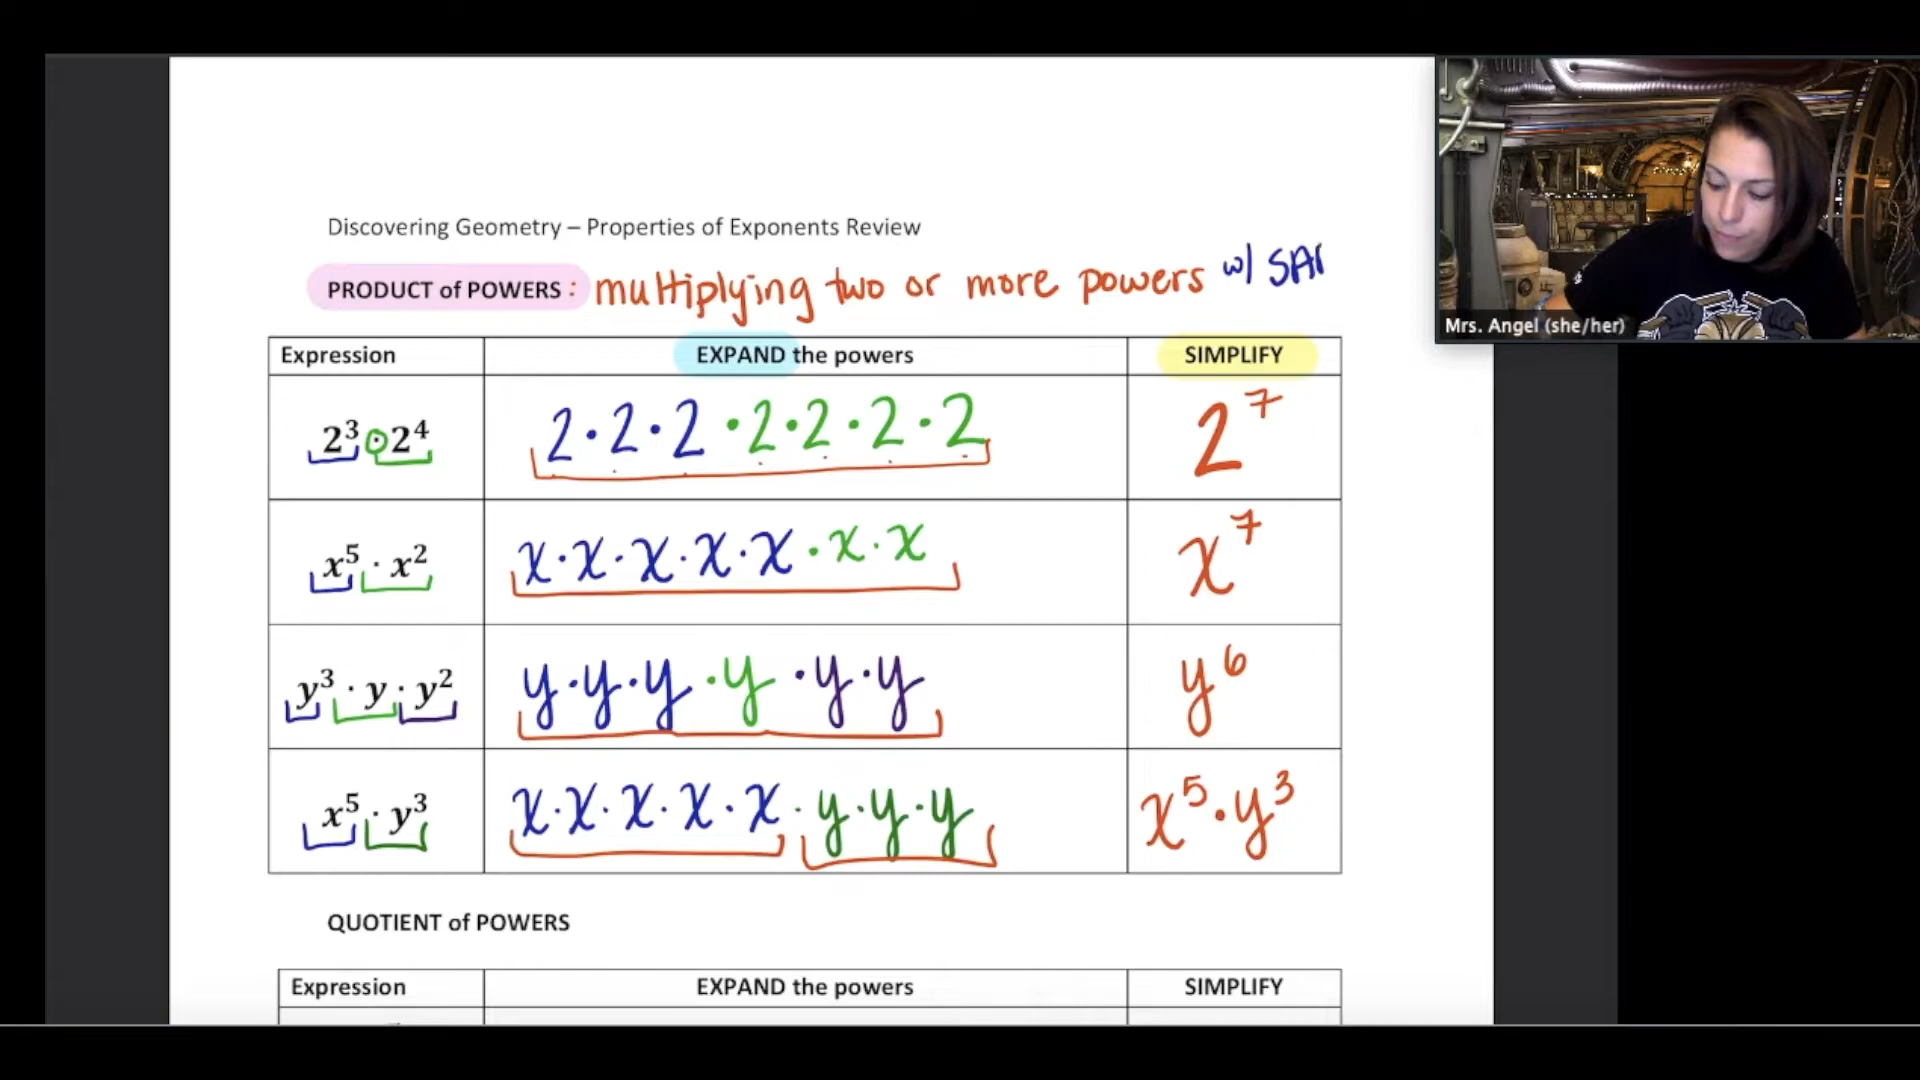 Discovering Geometry – Properties of Exponents Review
PRODUCT of POWERS : multiplying two or more powers w/ SAM
Mrs. Angel (she/her)
Expression EXPAND the powers SIMPLIFY
2³ · 2⁴ 2·2·2·2·2·2·2 2⁷
x⁵ · x² x·x·x·x·x·x·x x⁷
y³ · y · y² y·y·y·y·y·y y⁶
x⁵ · y³ x·x·x·x·x·y·y·y x⁵·y³
QUOTIENT of POWERS
Expression EXPAND the powers SIMPLIFY